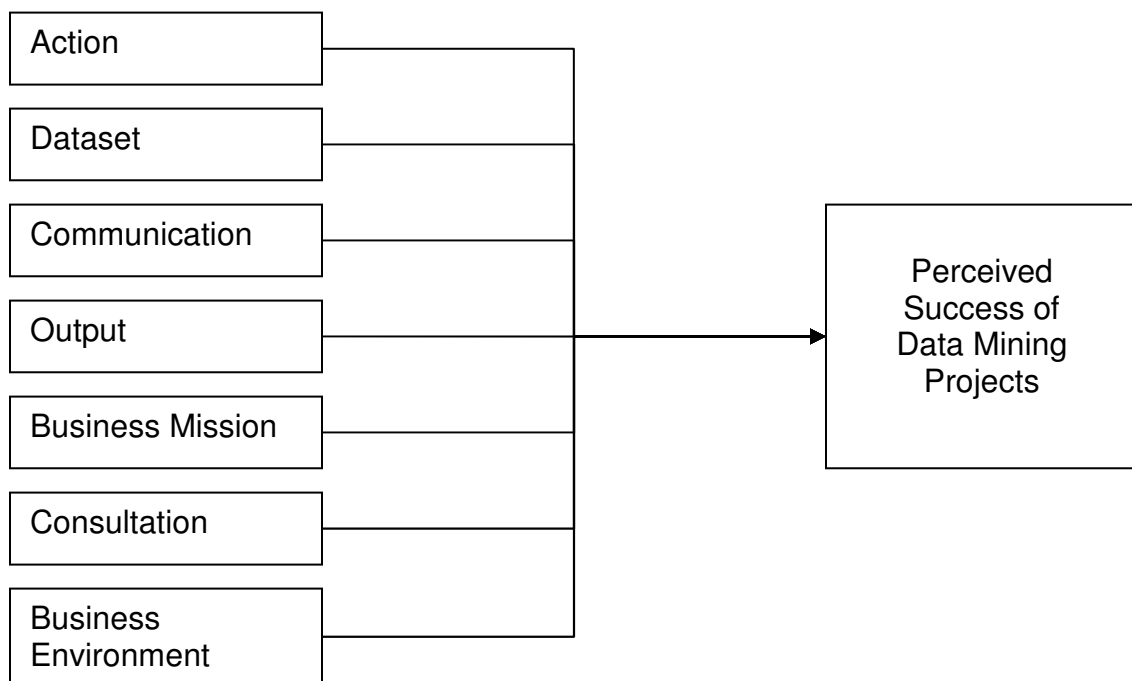 Action
Dataset
Communication
Output
Business Mission
Consultation
Business
Environment
Perceived
Success of
Data Mining
Projects